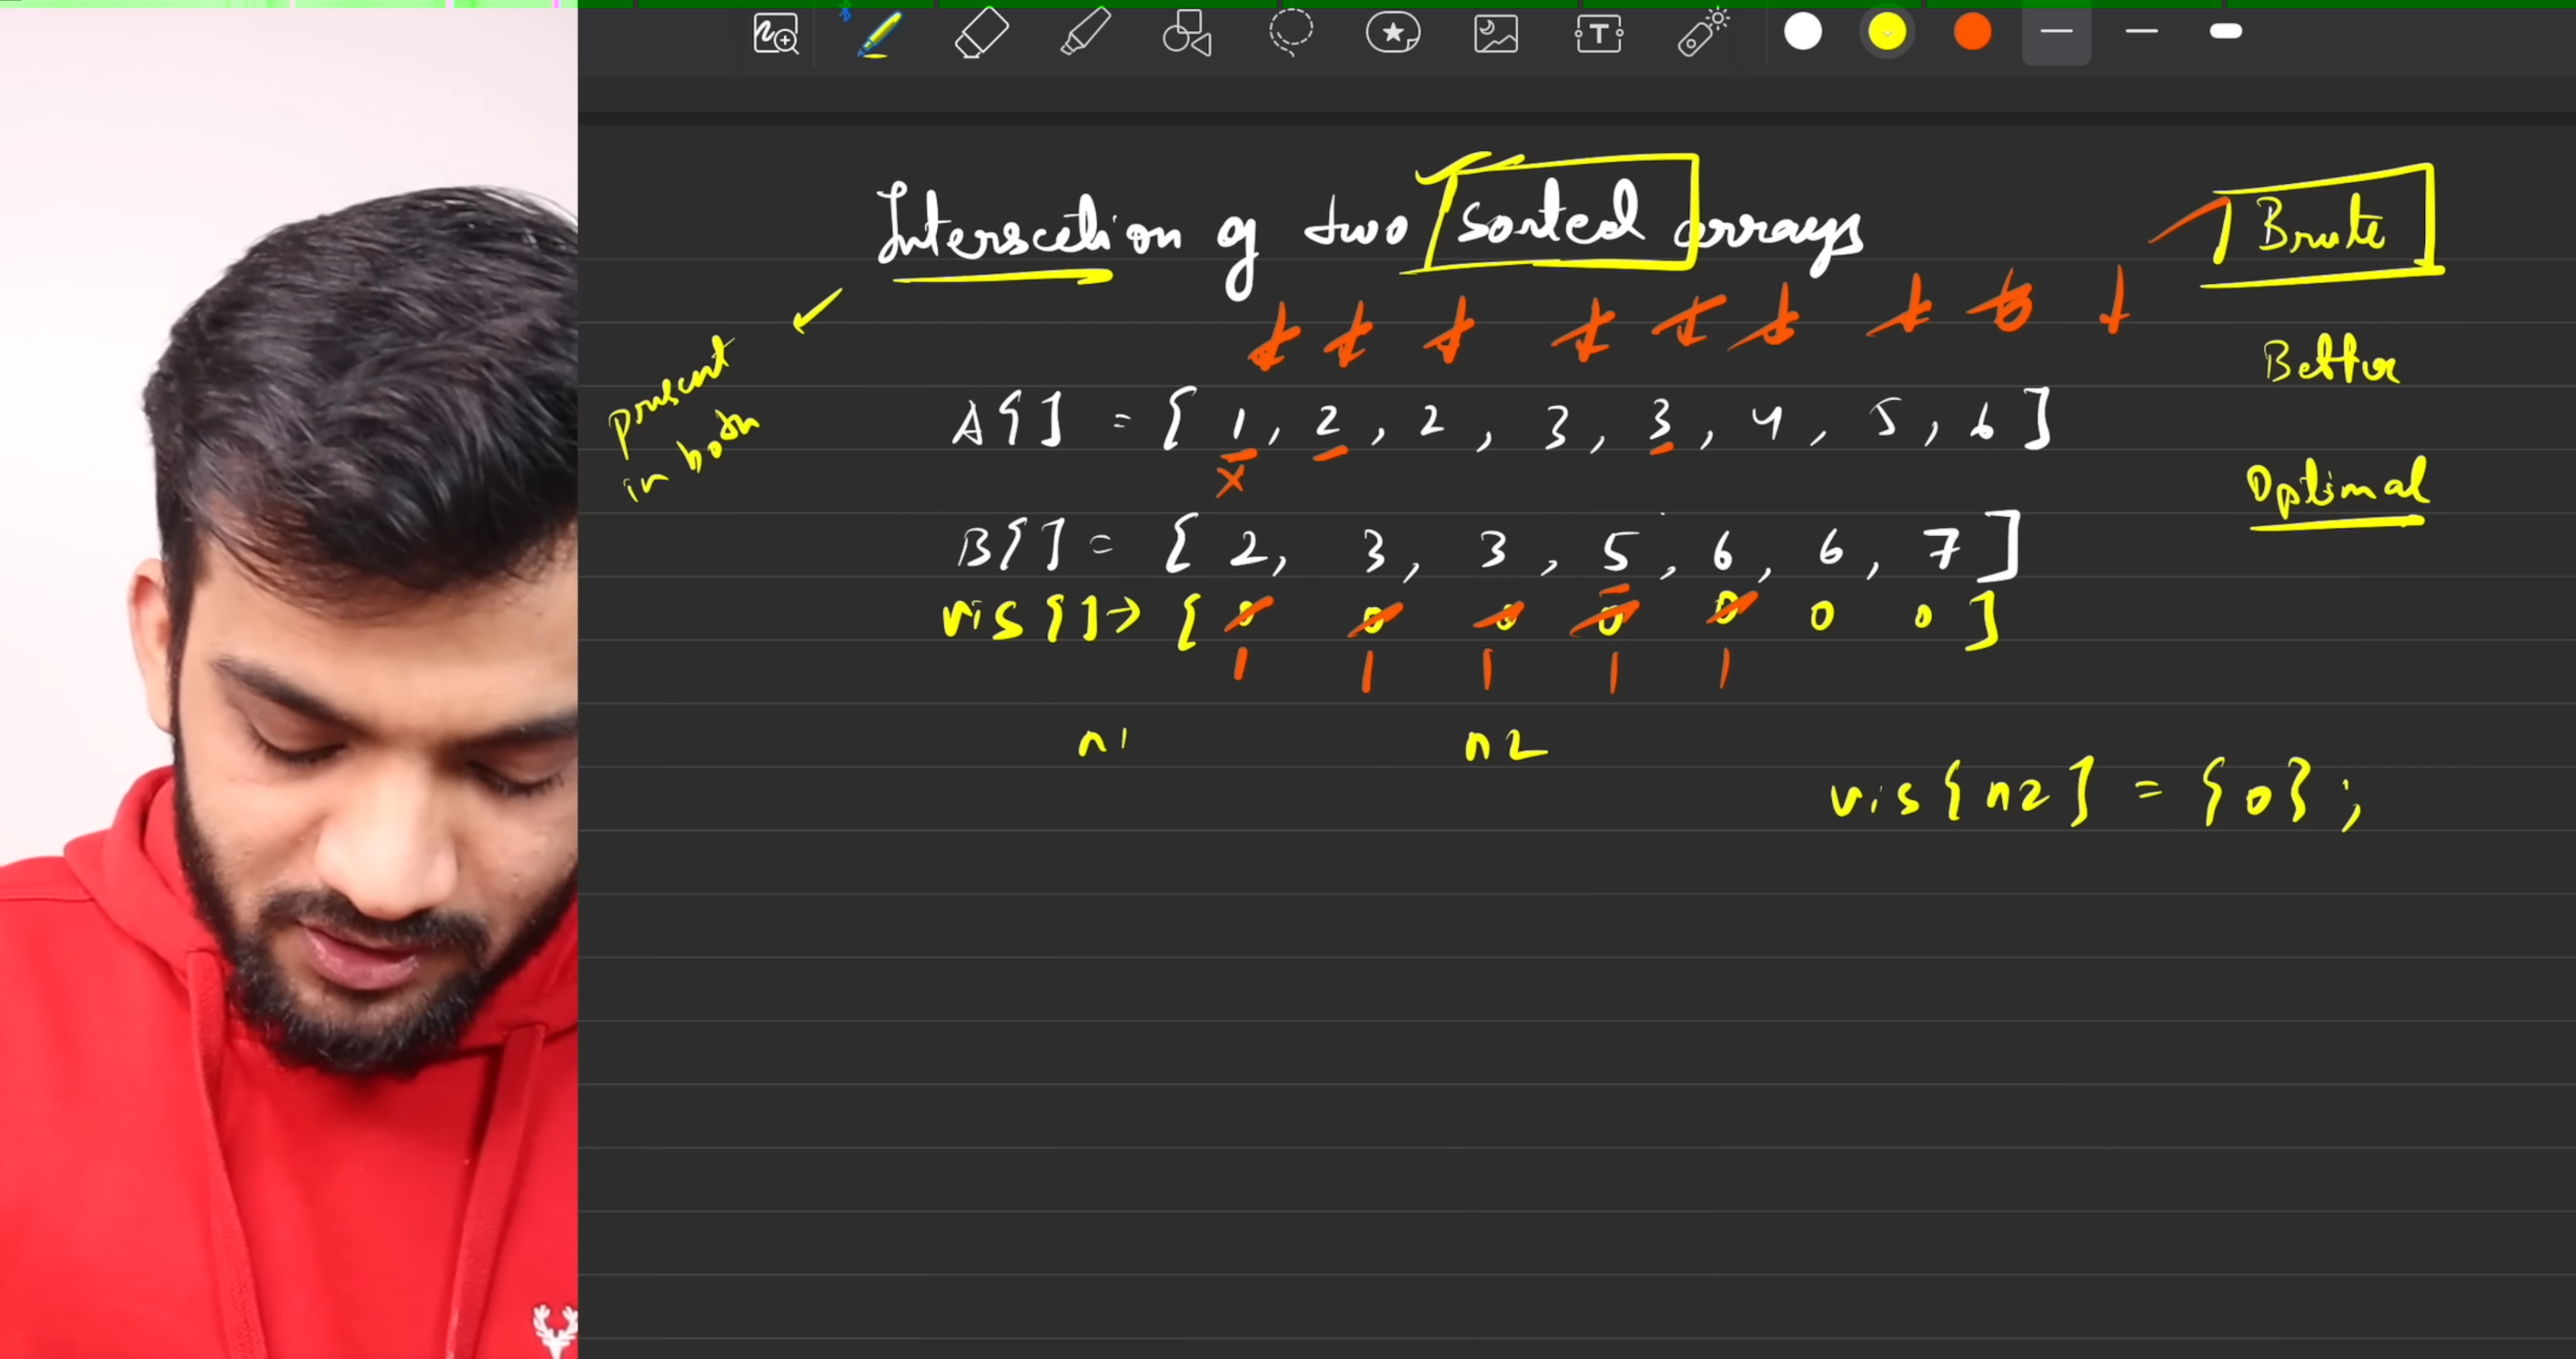 Interscetion of two sorted arrays
Brute
Better
Optimal
present
in both
A[] = [ 1, 2, 2, 3, 3, 4, 5, 6 ]
x
B[] = [ 2, 3, 3, 5, 6, 6, 7 ]
vis[] → [ 0 0 0 0 0 0 0 ]
1 1 1 1 1
n1 n2
vis[n2] = {0};
T